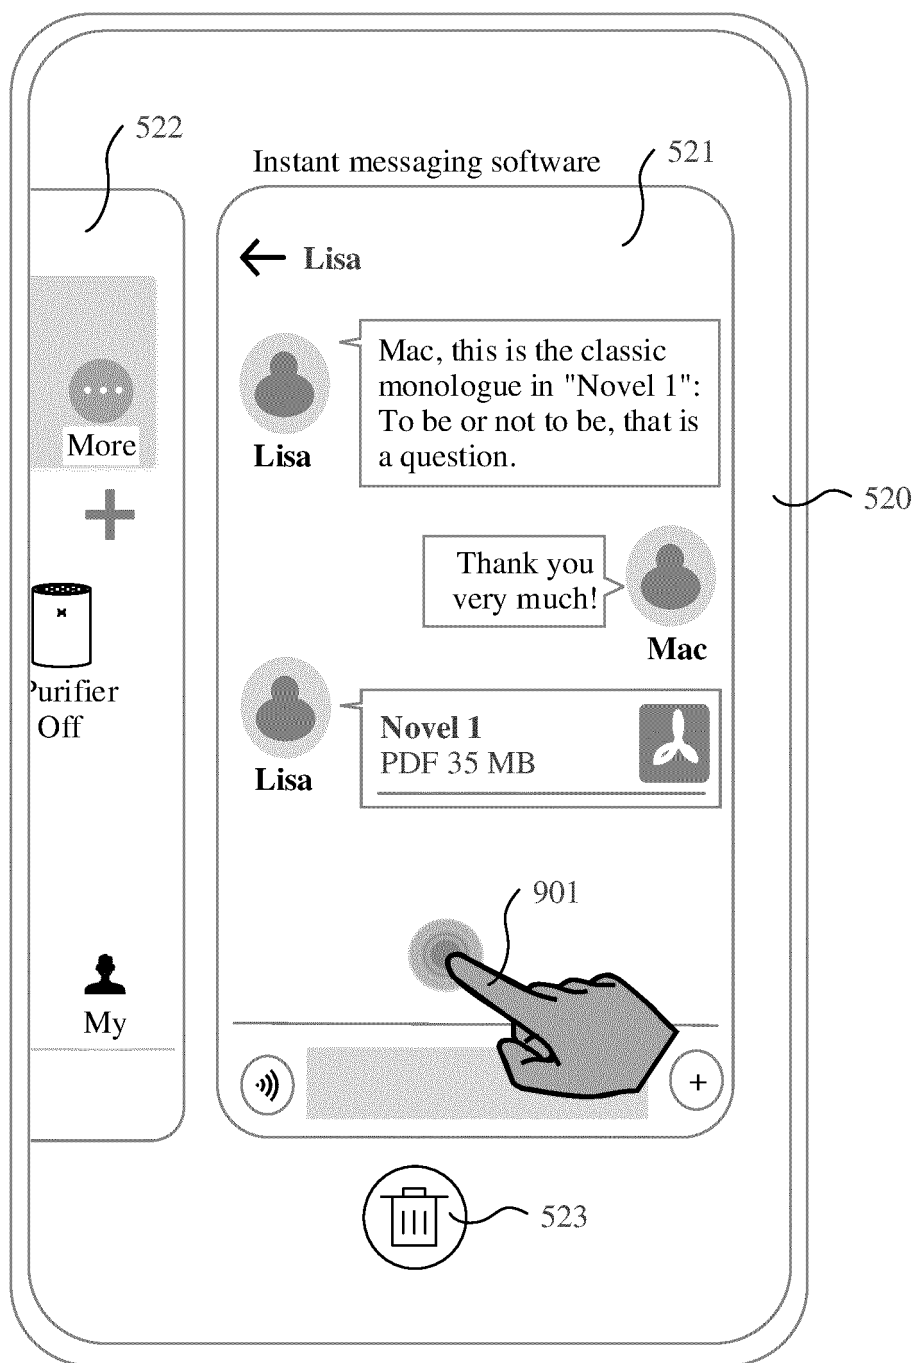 522
Instant messaging software
521
Lisa
Mac, this is the classic
monologue in "Novel 1":
To be or not to be, that is
a question.
Lisa
More
520
Thank you
very much!
Mac
Purifier
Off
Novel 1
PDF 35 MB
Lisa
901
My
+
523